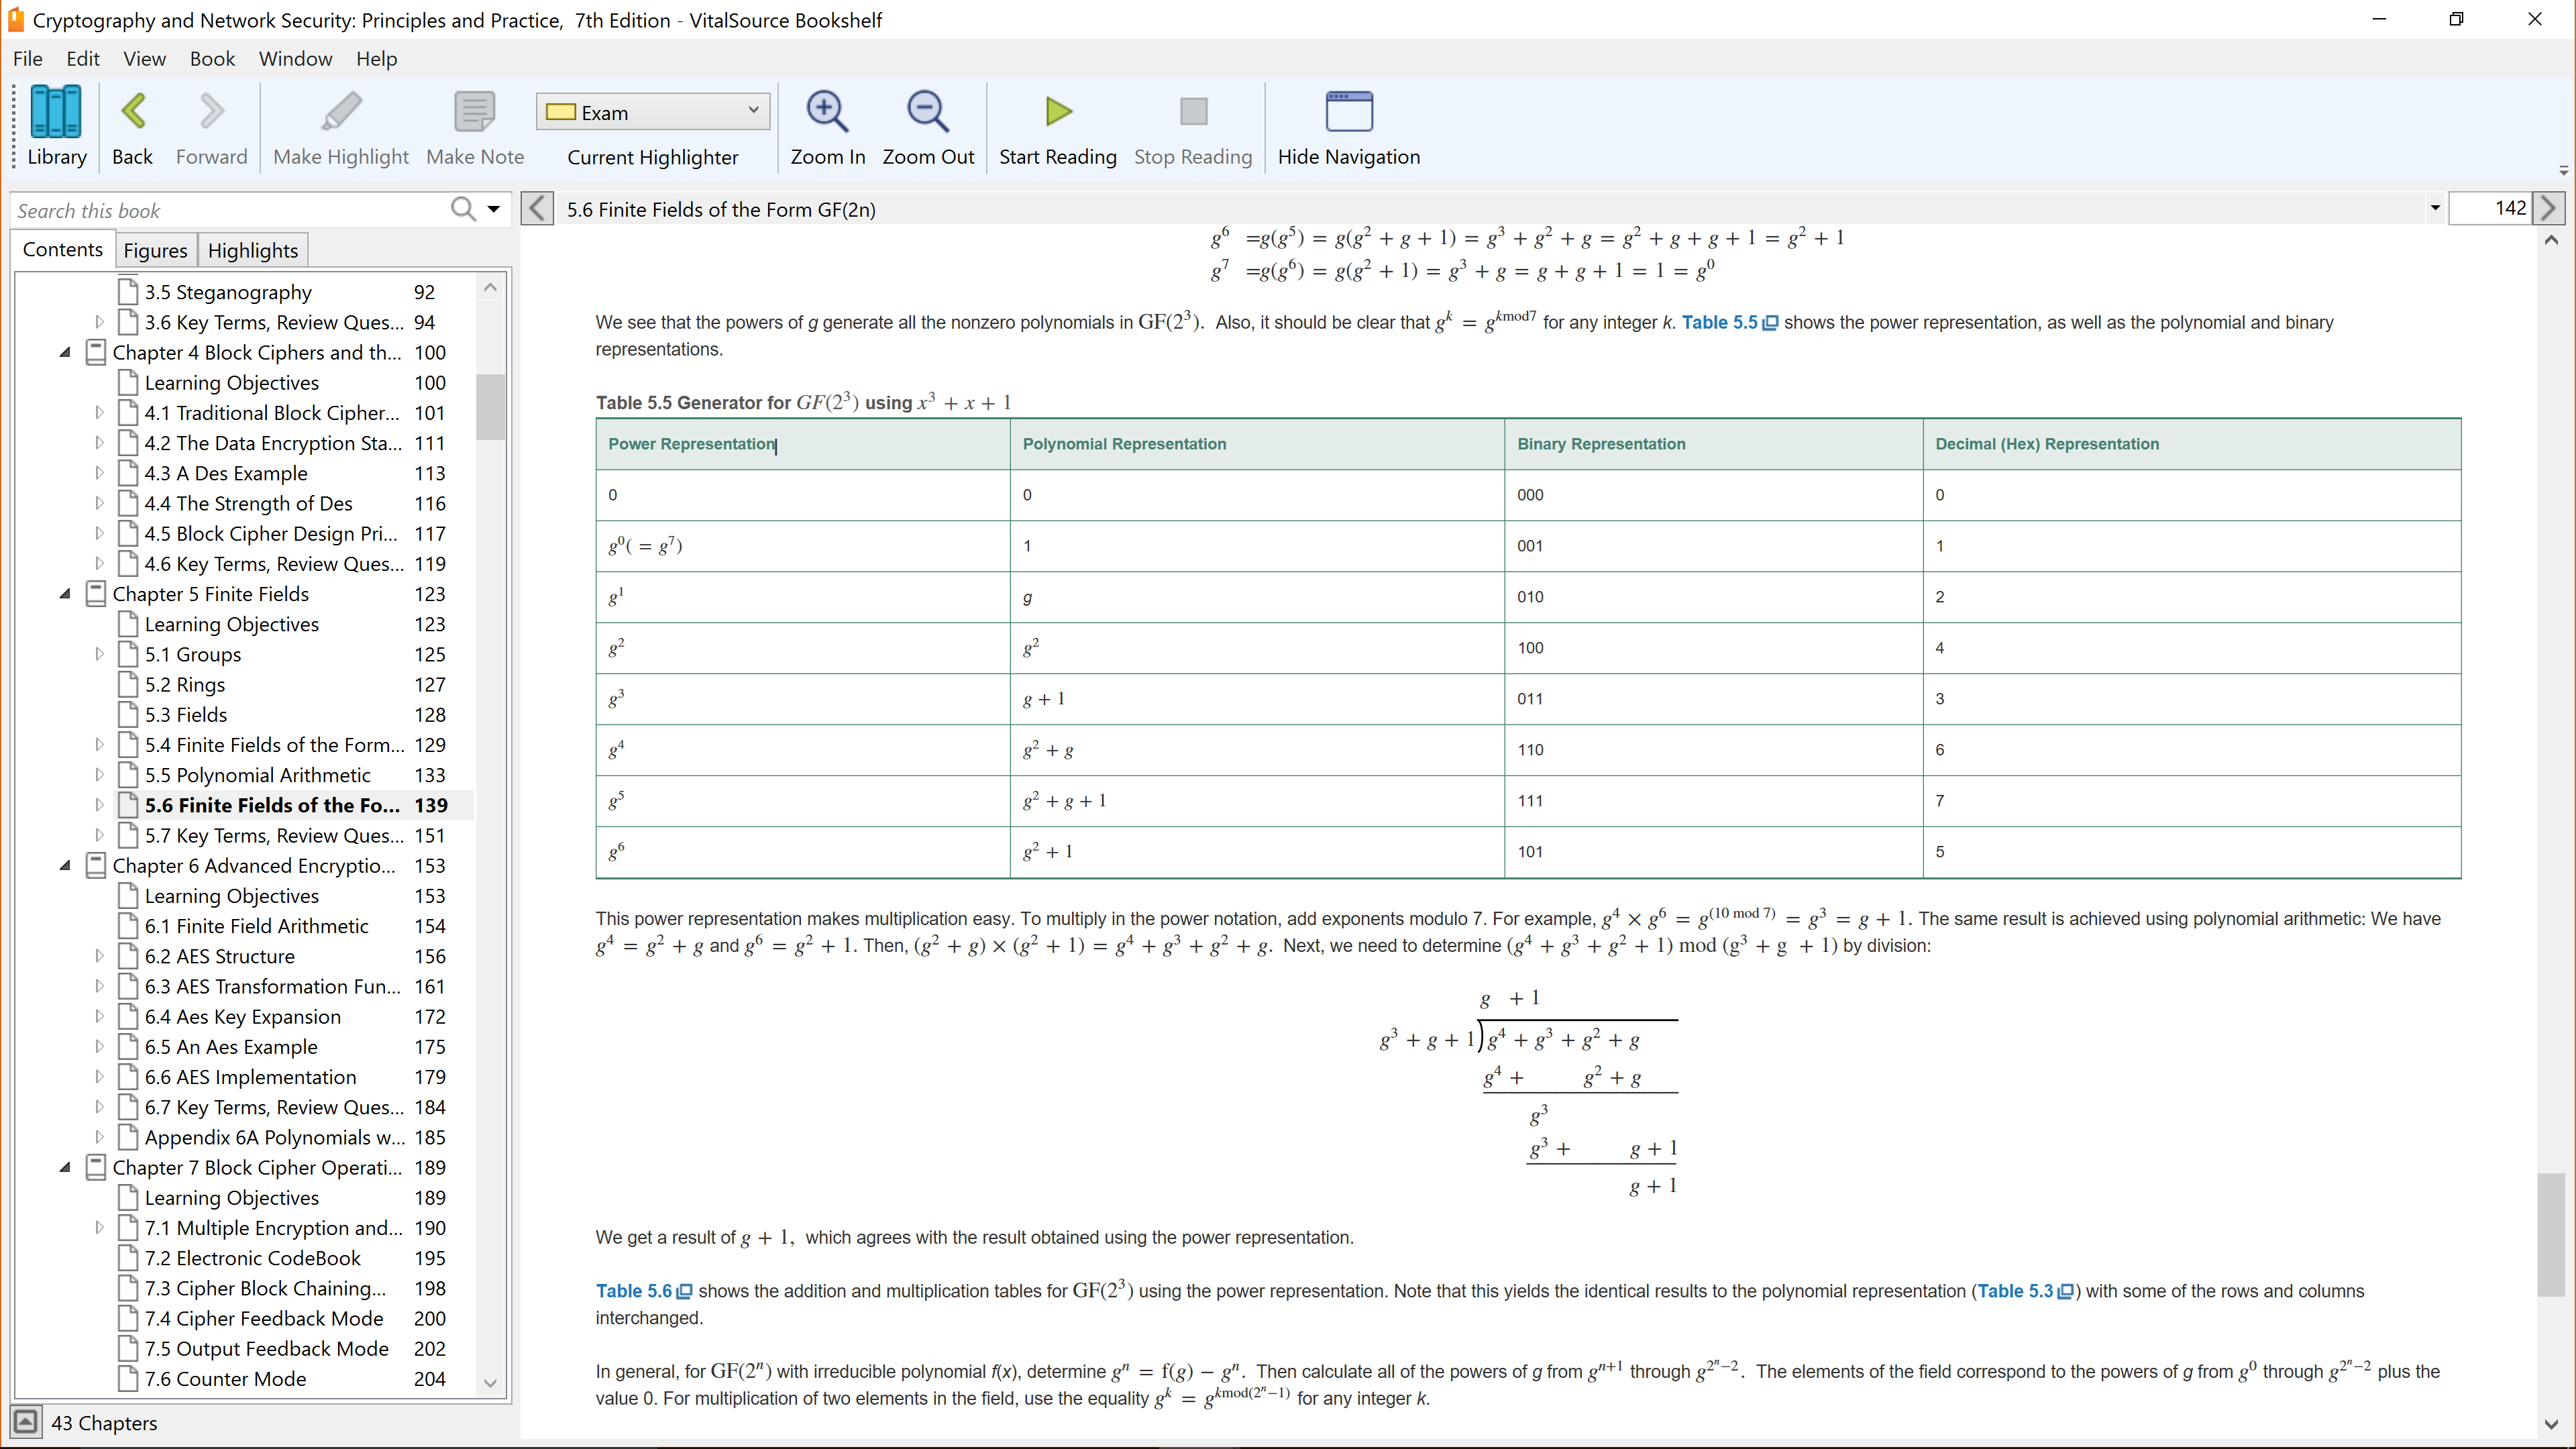 Cryptography and Network Security: Principles and Practice, 7th Edition - VitalSource Bookshelf
File Edit View Book Window Help
Library Back Forward Make Highlight Make Note Exam Current Highlighter Zoom In Zoom Out Start Reading Stop Reading Hide Navigation
Search this book
5.6 Finite Fields of the Form GF(2n) 142
Contents Figures Highlights
3.5 Steganography 92
3.6 Key Terms, Review Ques... 94
Chapter 4 Block Ciphers and th... 100
Learning Objectives 100
4.1 Traditional Block Cipher... 101
4.2 The Data Encryption Sta... 111
4.3 A Des Example 113
4.4 The Strength of Des 116
4.5 Block Cipher Design Pri... 117
4.6 Key Terms, Review Ques... 119
Chapter 5 Finite Fields 123
Learning Objectives 123
5.1 Groups 125
5.2 Rings 127
5.3 Fields 128
5.4 Finite Fields of the Form... 129
5.5 Polynomial Arithmetic 133
5.6 Finite Fields of the Fo... 139
5.7 Key Terms, Review Ques... 151
Chapter 6 Advanced Encryptio... 153
Learning Objectives 153
6.1 Finite Field Arithmetic 154
6.2 AES Structure 156
6.3 AES Transformation Fun... 161
6.4 Aes Key Expansion 172
6.5 An Aes Example 175
6.6 AES Implementation 179
6.7 Key Terms, Review Ques... 184
Appendix 6A Polynomials w... 185
Chapter 7 Block Cipher Operati... 189
Learning Objectives 189
7.1 Multiple Encryption and... 190
7.2 Electronic CodeBook 195
7.3 Cipher Block Chaining... 198
7.4 Cipher Feedback Mode 200
7.5 Output Feedback Mode 202
7.6 Counter Mode 204
43 Chapters
g⁶ =g(g⁵) = g(g² + g + 1) = g³ + g² + g = g² + g + g + 1 = g² + 1
g⁷ =g(g⁶) = g(g² + 1) = g³ + g = g + g + 1 = 1 = g⁰
We see that the powers of g generate all the nonzero polynomials in GF(2³). Also, it should be clear that g^k = g^(kmod7) for any integer k. Table 5.5 shows the power representation, as well as the polynomial and binary
representations.
Table 5.5 Generator for GF(2³) using x³ + x + 1
Power Representation Polynomial Representation Binary Representation Decimal (Hex) Representation
0 0 000 0
g⁰( = g⁷) 1 001 1
g¹ g 010 2
g² g² 100 4
g³ g + 1 011 3
g⁴ g² + g 110 6
g⁵ g² + g + 1 111 7
g⁶ g² + 1 101 5
This power representation makes multiplication easy. To multiply in the power notation, add exponents modulo 7. For example, g⁴ × g⁶ = g^(10 mod 7) = g³ = g + 1. The same result is achieved using polynomial arithmetic: We have
g⁴ = g² + g and g⁶ = g² + 1. Then, (g² + g) × (g² + 1) = g⁴ + g³ + g² + g. Next, we need to determine (g⁴ + g³ + g² + 1) mod (g³ + g + 1) by division:
g + 1
g³ + g + 1)g⁴ + g³ + g² + g
g⁴ + g² + g
g³
g³ + g + 1
g + 1
We get a result of g + 1, which agrees with the result obtained using the power representation.
Table 5.6 shows the addition and multiplication tables for GF(2³) using the power representation. Note that this yields the identical results to the polynomial representation (Table 5.3) with some of the rows and columns
interchanged.
In general, for GF(2ⁿ) with irreducible polynomial f(x), determine gⁿ = f(g) − gⁿ. Then calculate all of the powers of g from gⁿ⁺¹ through g^(2ⁿ−2). The elements of the field correspond to the powers of g from g⁰ through g^(2ⁿ−2) plus the
value 0. For multiplication of two elements in the field, use the equality g^k = g^(kmod(2ⁿ−1)) for any integer k.